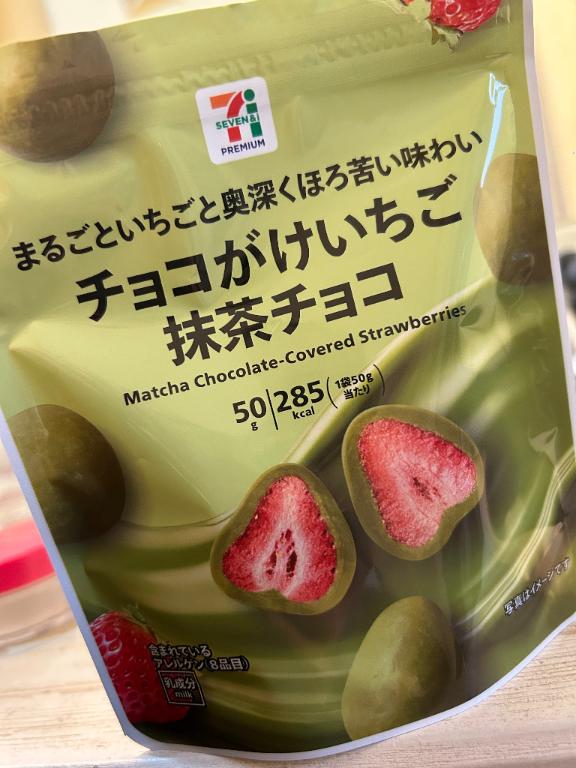 SEVEN&i
PREMIUM
まるごといちごと奥深くほろ苦い味わい
チョコがけいちご
抹茶チョコ
Matcha Chocolate-Covered Strawberries
50g 285kcal (1袋50g当たり)
写真はイメージです
含まれている
アレルゲン(8品目)
乳成分
milk